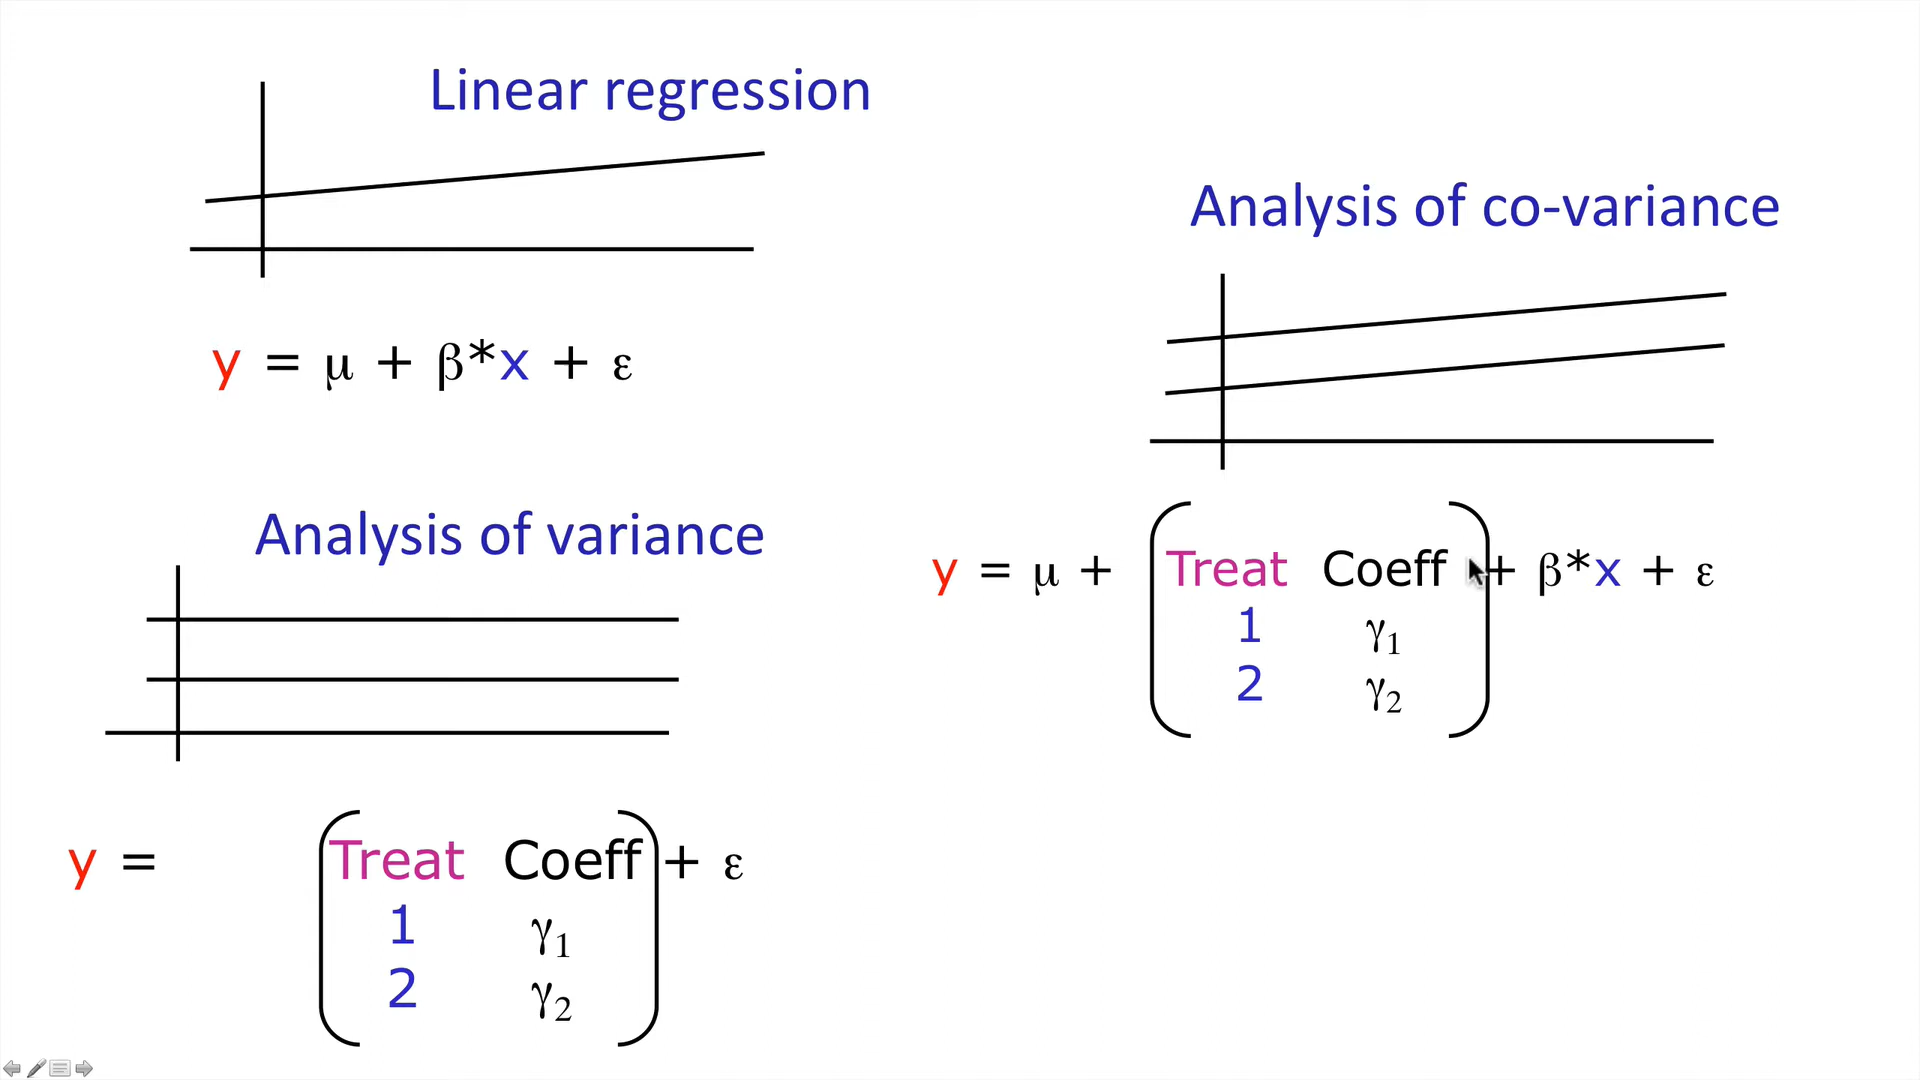 Linear regression
y = μ + β*x + ε
Analysis of variance
y = Treat Coeff + ε
1 γ1
2 γ2
Analysis of co-variance
y = μ + Treat Coeff + β*x + ε
1 γ1
2 γ2